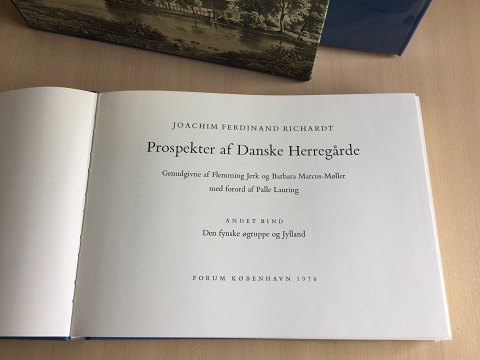 JOACHIM FERDINAND RICHARDT
Prospekter af Danske Herregårde
Genudgivne af Flemming Jerk og Barbara Marcus-Møller
med forord af Palle Lauring
ANDET BIND
Den fynske øgruppe og Jylland
FORUM KØBENHAVN 1976